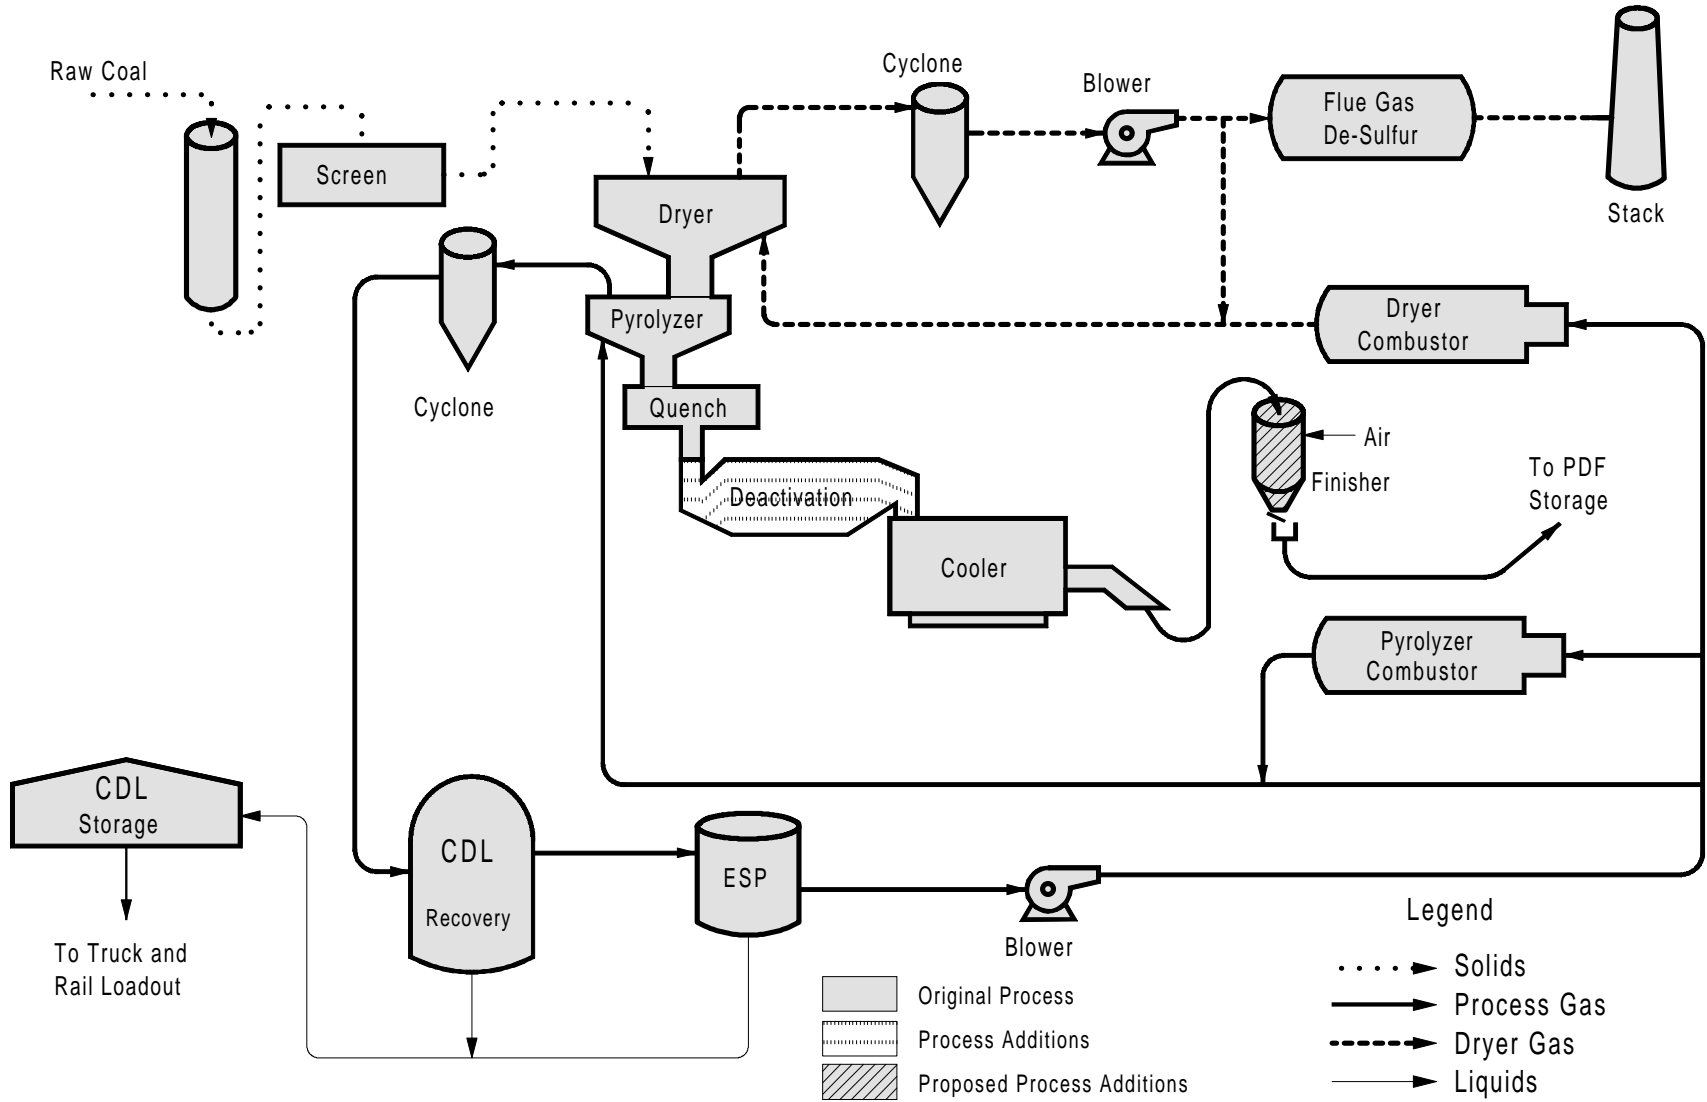 Raw Coal
Screen
Cyclone
Blower
Flue Gas
De-Sulfur
Stack
Dryer
Pyrolyzer
Quench
Cyclone
Dryer
Combustor
Air
Finisher
To PDF
Storage
Deactivation
Cooler
Pyrolyzer
Combustor
CDL
Storage
To Truck and
Rail Loadout
CDL
Recovery
ESP
Blower
Original Process
Process Additions
Proposed Process Additions
Legend
Solids
Process Gas
Dryer Gas
Liquids